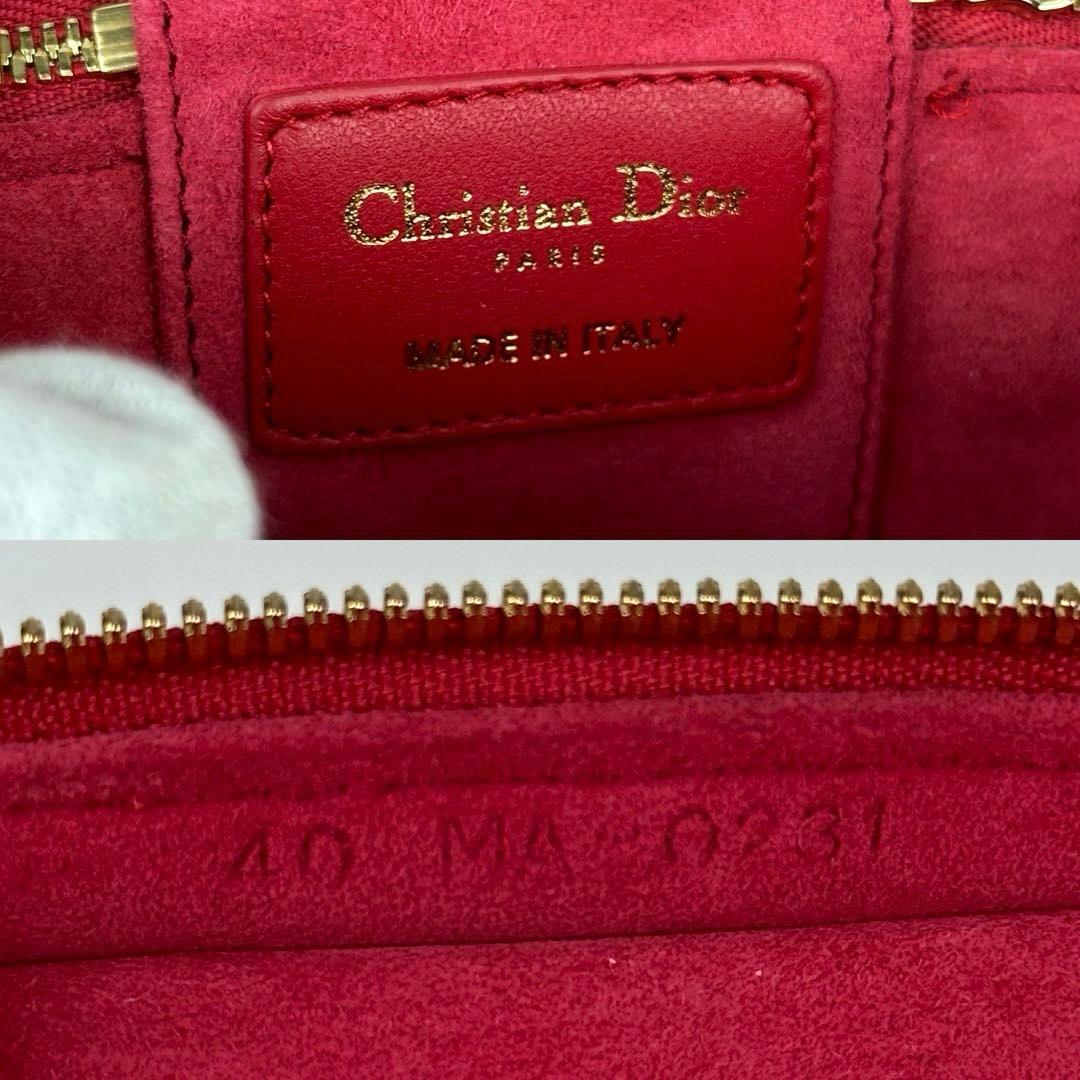 Christian Dior
PARIS
MADE IN ITALY
40 MA-0231